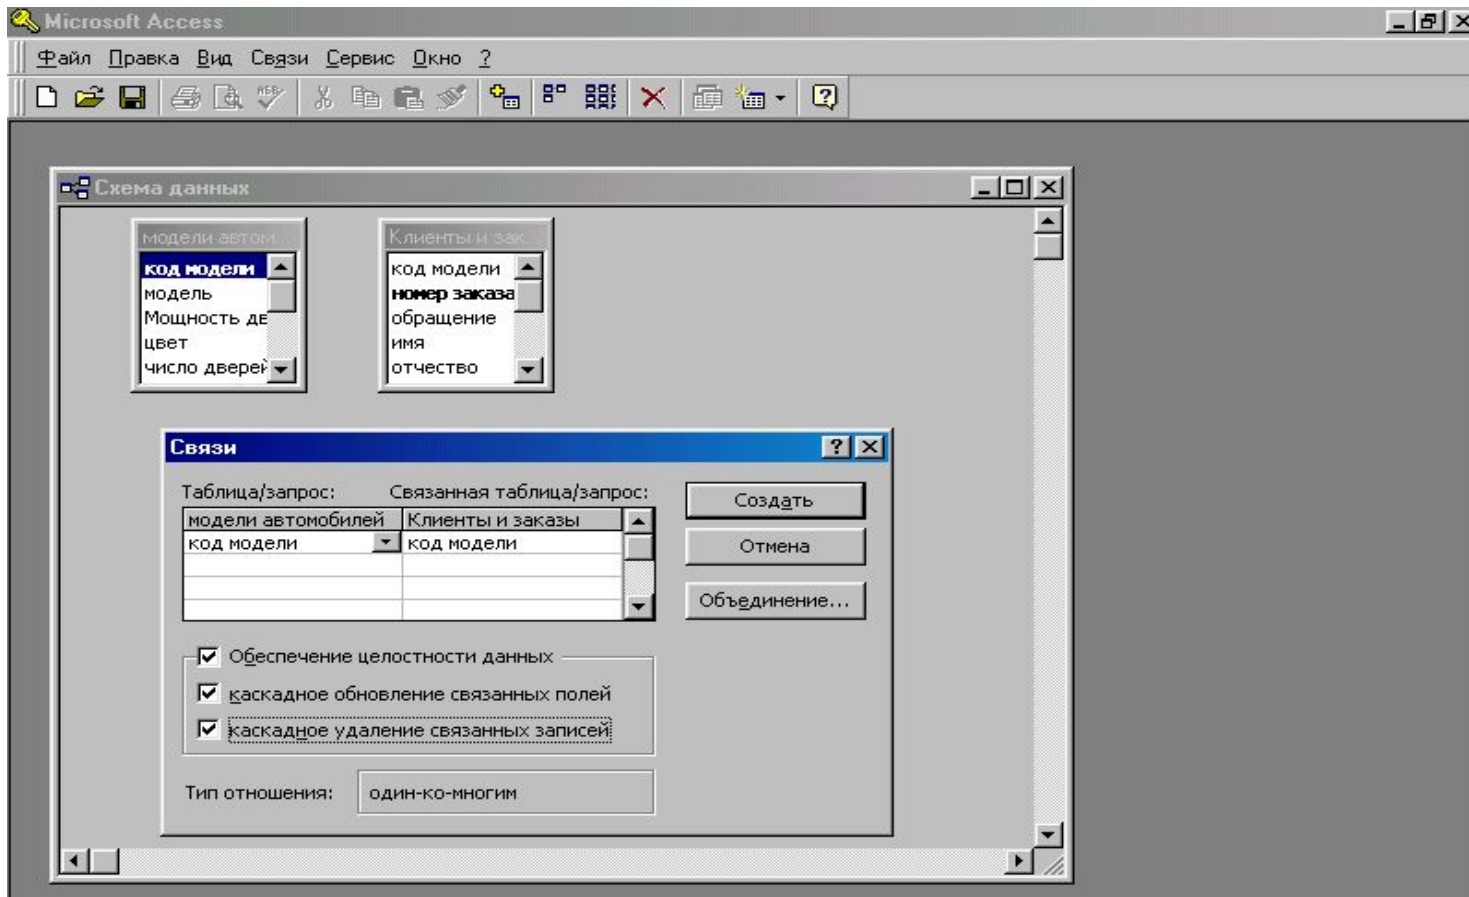 Microsoft Access
Файл Правка Вид Связи Сервис Окно ?
Схема данных
модели автом...
код модели
модель
Мощность дв
цвет
число дверей
Клиенты и зак...
код модели
номер заказа
обращение
имя
отчество
Связи
Таблица/запрос: Связанная таблица/запрос:
модели автомобилей Клиенты и заказы
код модели код модели
Создать
Отмена
Объединение...
Обеспечение целостности данных
каскадное обновление связанных полей
каскадное удаление связанных записей
Тип отношения: один-ко-многим